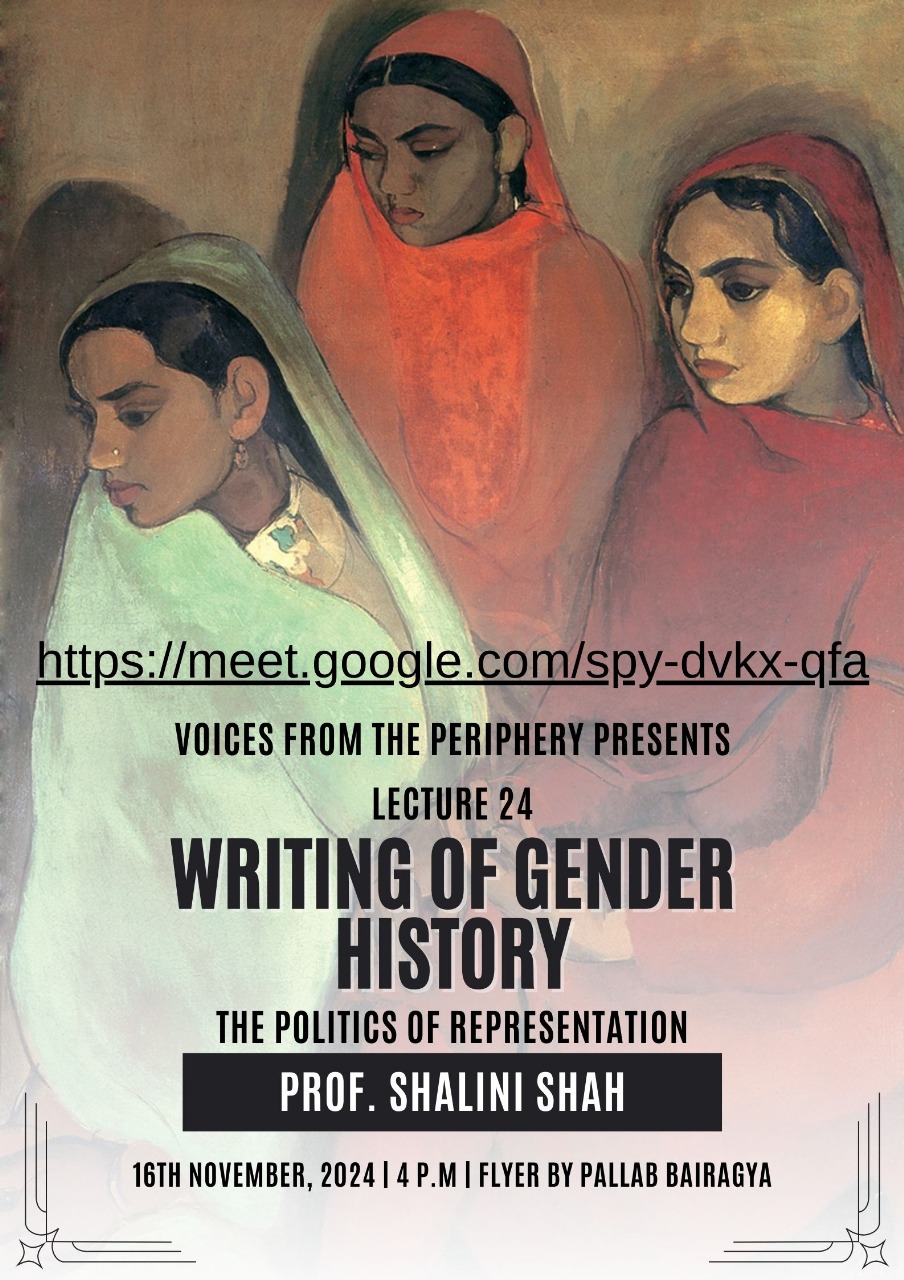 https://meet.google.com/spy-dvkx-qfa
VOICES FROM THE PERIPHERY PRESENTS
LECTURE 24
WRITING OF GENDER
HISTORY
THE POLITICS OF REPRESENTATION
PROF. SHALINI SHAH
16TH NOVEMBER, 2024 | 4 P.M | FLYER BY PALLAB BAIRAGYA